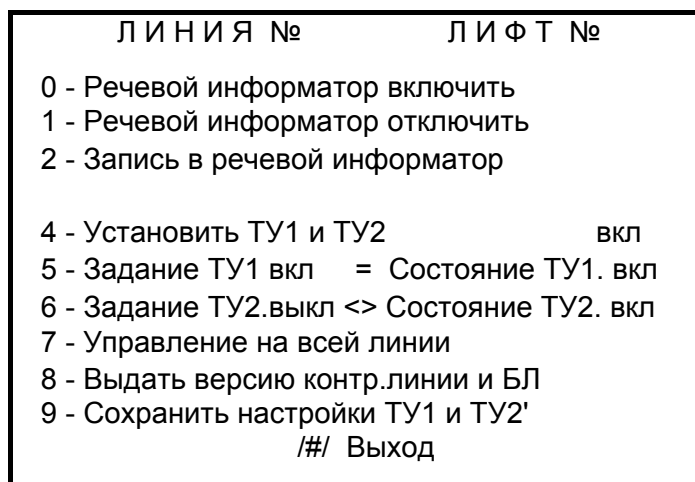 Л И Н И Я № Л И Ф Т №
0 - Речевой информатор включить
1 - Речевой информатор отключить
2 - Запись в речевой информатор
4 - Установить ТУ1 и ТУ2 вкл
5 - Задание ТУ1 вкл = Состояние ТУ1. вкл
6 - Задание ТУ2.выкл <> Состояние ТУ2. вкл
7 - Управление на всей линии
8 - Выдать версию контр.линии и БЛ
9 - Сохранить настройки ТУ1 и ТУ2'
/#/ Выход